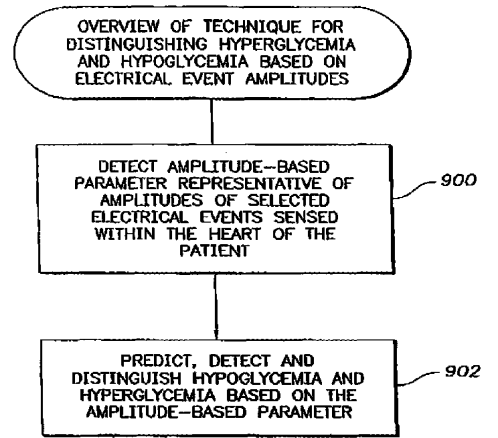 OVERVIEW OF TECHNIQUE FOR
DISTINGUISHING HYPERGLYCEMIA
AND HYPOGLYCEMIA BASED ON
ELECTRICAL EVENT AMPLITUDES
DETECT AMPLITUDE-BASED
PARAMETER REPRESENTATIVE OF
AMPLITUDES OF SELECTED
ELECTRICAL EVENTS SENSED
WITHIN THE HEART OF THE
PATIENT
900
PREDICT, DETECT AND
DISTINGUISH HYPOGLYCEMIA AND
HYPERGLYCEMIA BASED ON THE
AMPLITUDE-BASED PARAMETER
902